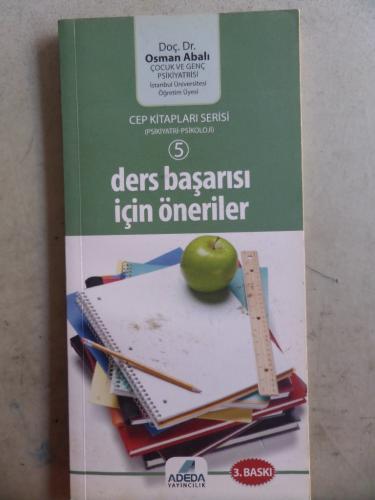 Doç. Dr.
Osman Abalı
ÇOCUK VE GENÇ
PSİKİYATRİSİ
İstanbul Üniversitesi
Öğretim Üyesi
CEP KİTAPLARI SERİSİ
(PSİKİYATRİ-PSİKOLOJİ)
5
ders başarısı
için öneriler
ADEDA
YAYINCILIK
3. BASKI